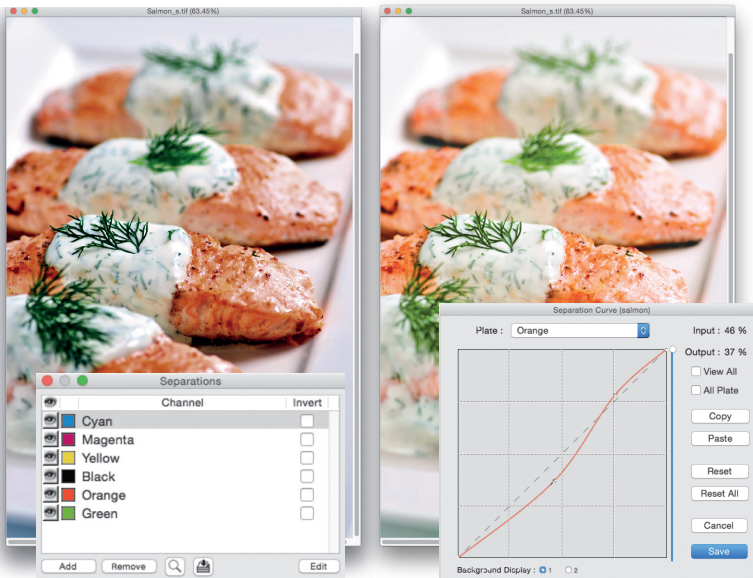 Salmon_s.tif (63.45%)
Salmon_s.tif (63.45%)
Separations
Channel Invert
Cyan
Magenta
Yellow
Black
Orange
Green
Add Remove Edit
Separation Curve (salmon)
Plate : Orange Input : 46 %
Output : 37 %
View All
All Plate
Copy
Paste
Reset
Reset All
Cancel
Save
Background Display : 1 2